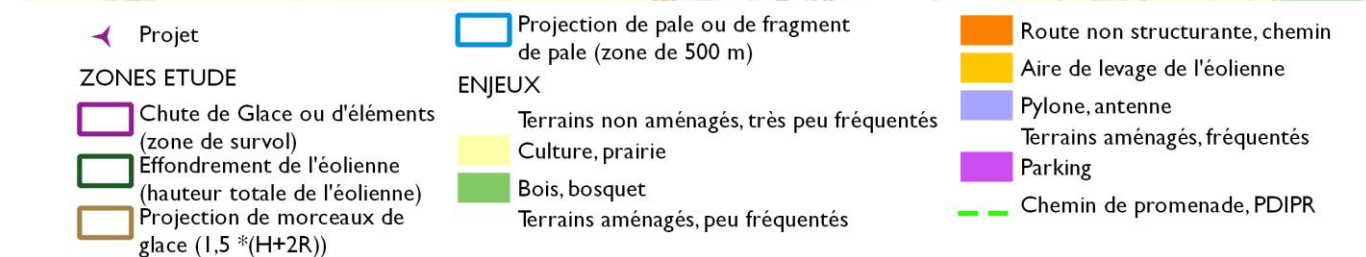 Projet
ZONES ETUDE
Chute de Glace ou d'éléments
(zone de survol)
Effondrement de l'éolienne
(hauteur totale de l'éolienne)
Projection de morceaux de
glace (1,5 *(H+2R))
Projection de pale ou de fragment
de pale (zone de 500 m)
ENJEUX
Terrains non aménagés, très peu fréquentés
Culture, prairie
Bois, bosquet
Terrains aménagés, peu fréquentés
Route non structurante, chemin
Aire de levage de l'éolienne
Pylone, antenne
Terrains aménagés, fréquentés
Parking
Chemin de promenade, PDIPR